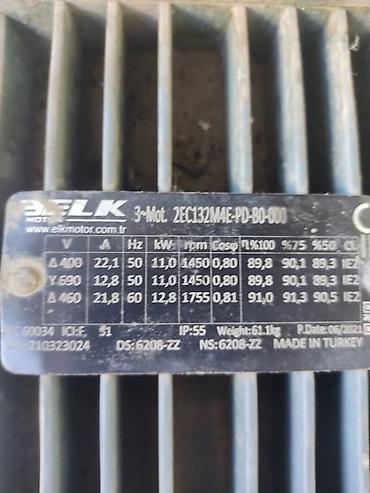 ELK
MOTOR
3~Mot. 2EC132M4E-PD-B0-0D0
www.elkmotor.com.tr
V A Hz kW rpm Cosφ η%100 %75 %50 CL
Δ 400 22,1 50 11,0 1450 0,80 89,8 90,1 89,3 IE2
Y 690 12,8 50 11,0 1450 0,80 89,8 90,1 89,3 IE2
Δ 460 21,8 60 12,8 1755 0,81 91,0 91,3 90,5 IE2
60034 ICl:F. S1 IP:55 Weight:61.1kg P.Date:06/2021
210323024 DS:6208-ZZ NS:6208-ZZ MADE IN TURKEY